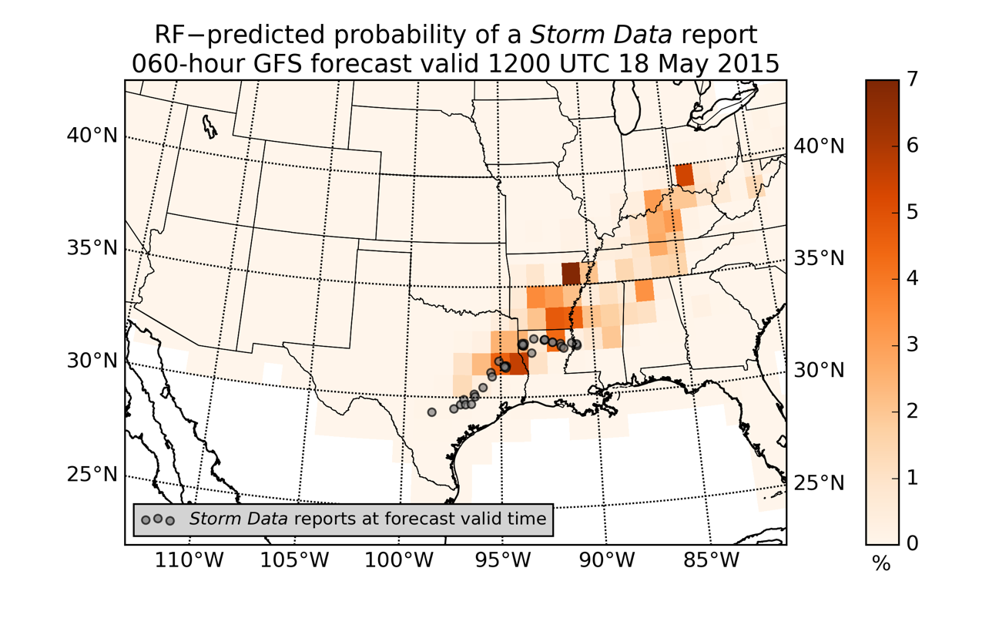 RF−predicted probability of a Storm Data report
060-hour GFS forecast valid 1200 UTC 18 May 2015
7
6
5
4
3
2
1
0
%
40°N
35°N
30°N
25°N
40°N
35°N
30°N
25°N
Storm Data reports at forecast valid time
110°W 105°W 100°W 95°W 90°W 85°W